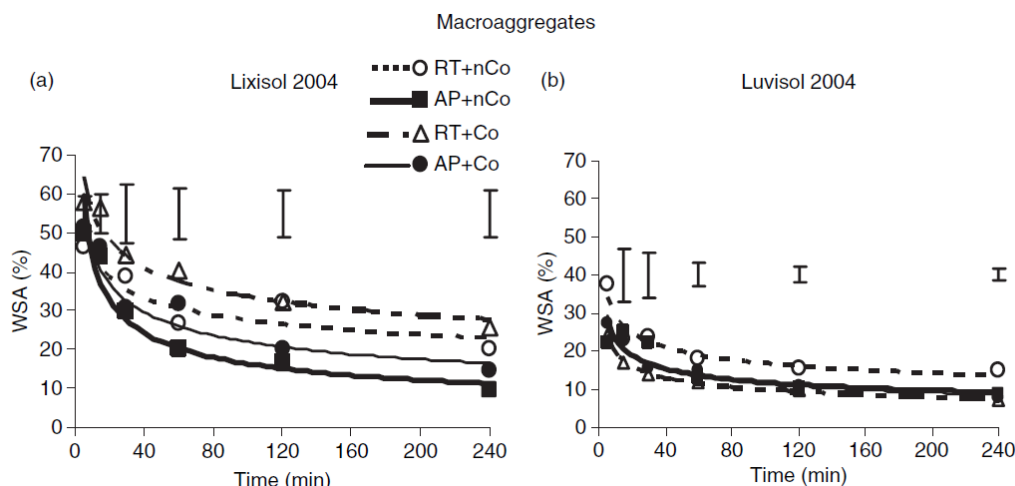 Macroaggregates
(a)
Lixisol 2004
RT+nCo
AP+nCo
RT+Co
AP+Co
(b)
Luvisol 2004
WSA (%)
70
60
50
40
30
20
10
0
0 40 80 120 160 200 240
Time (min)
WSA (%)
70
60
50
40
30
20
10
0
0 40 80 120 160 200 240
Time (min)